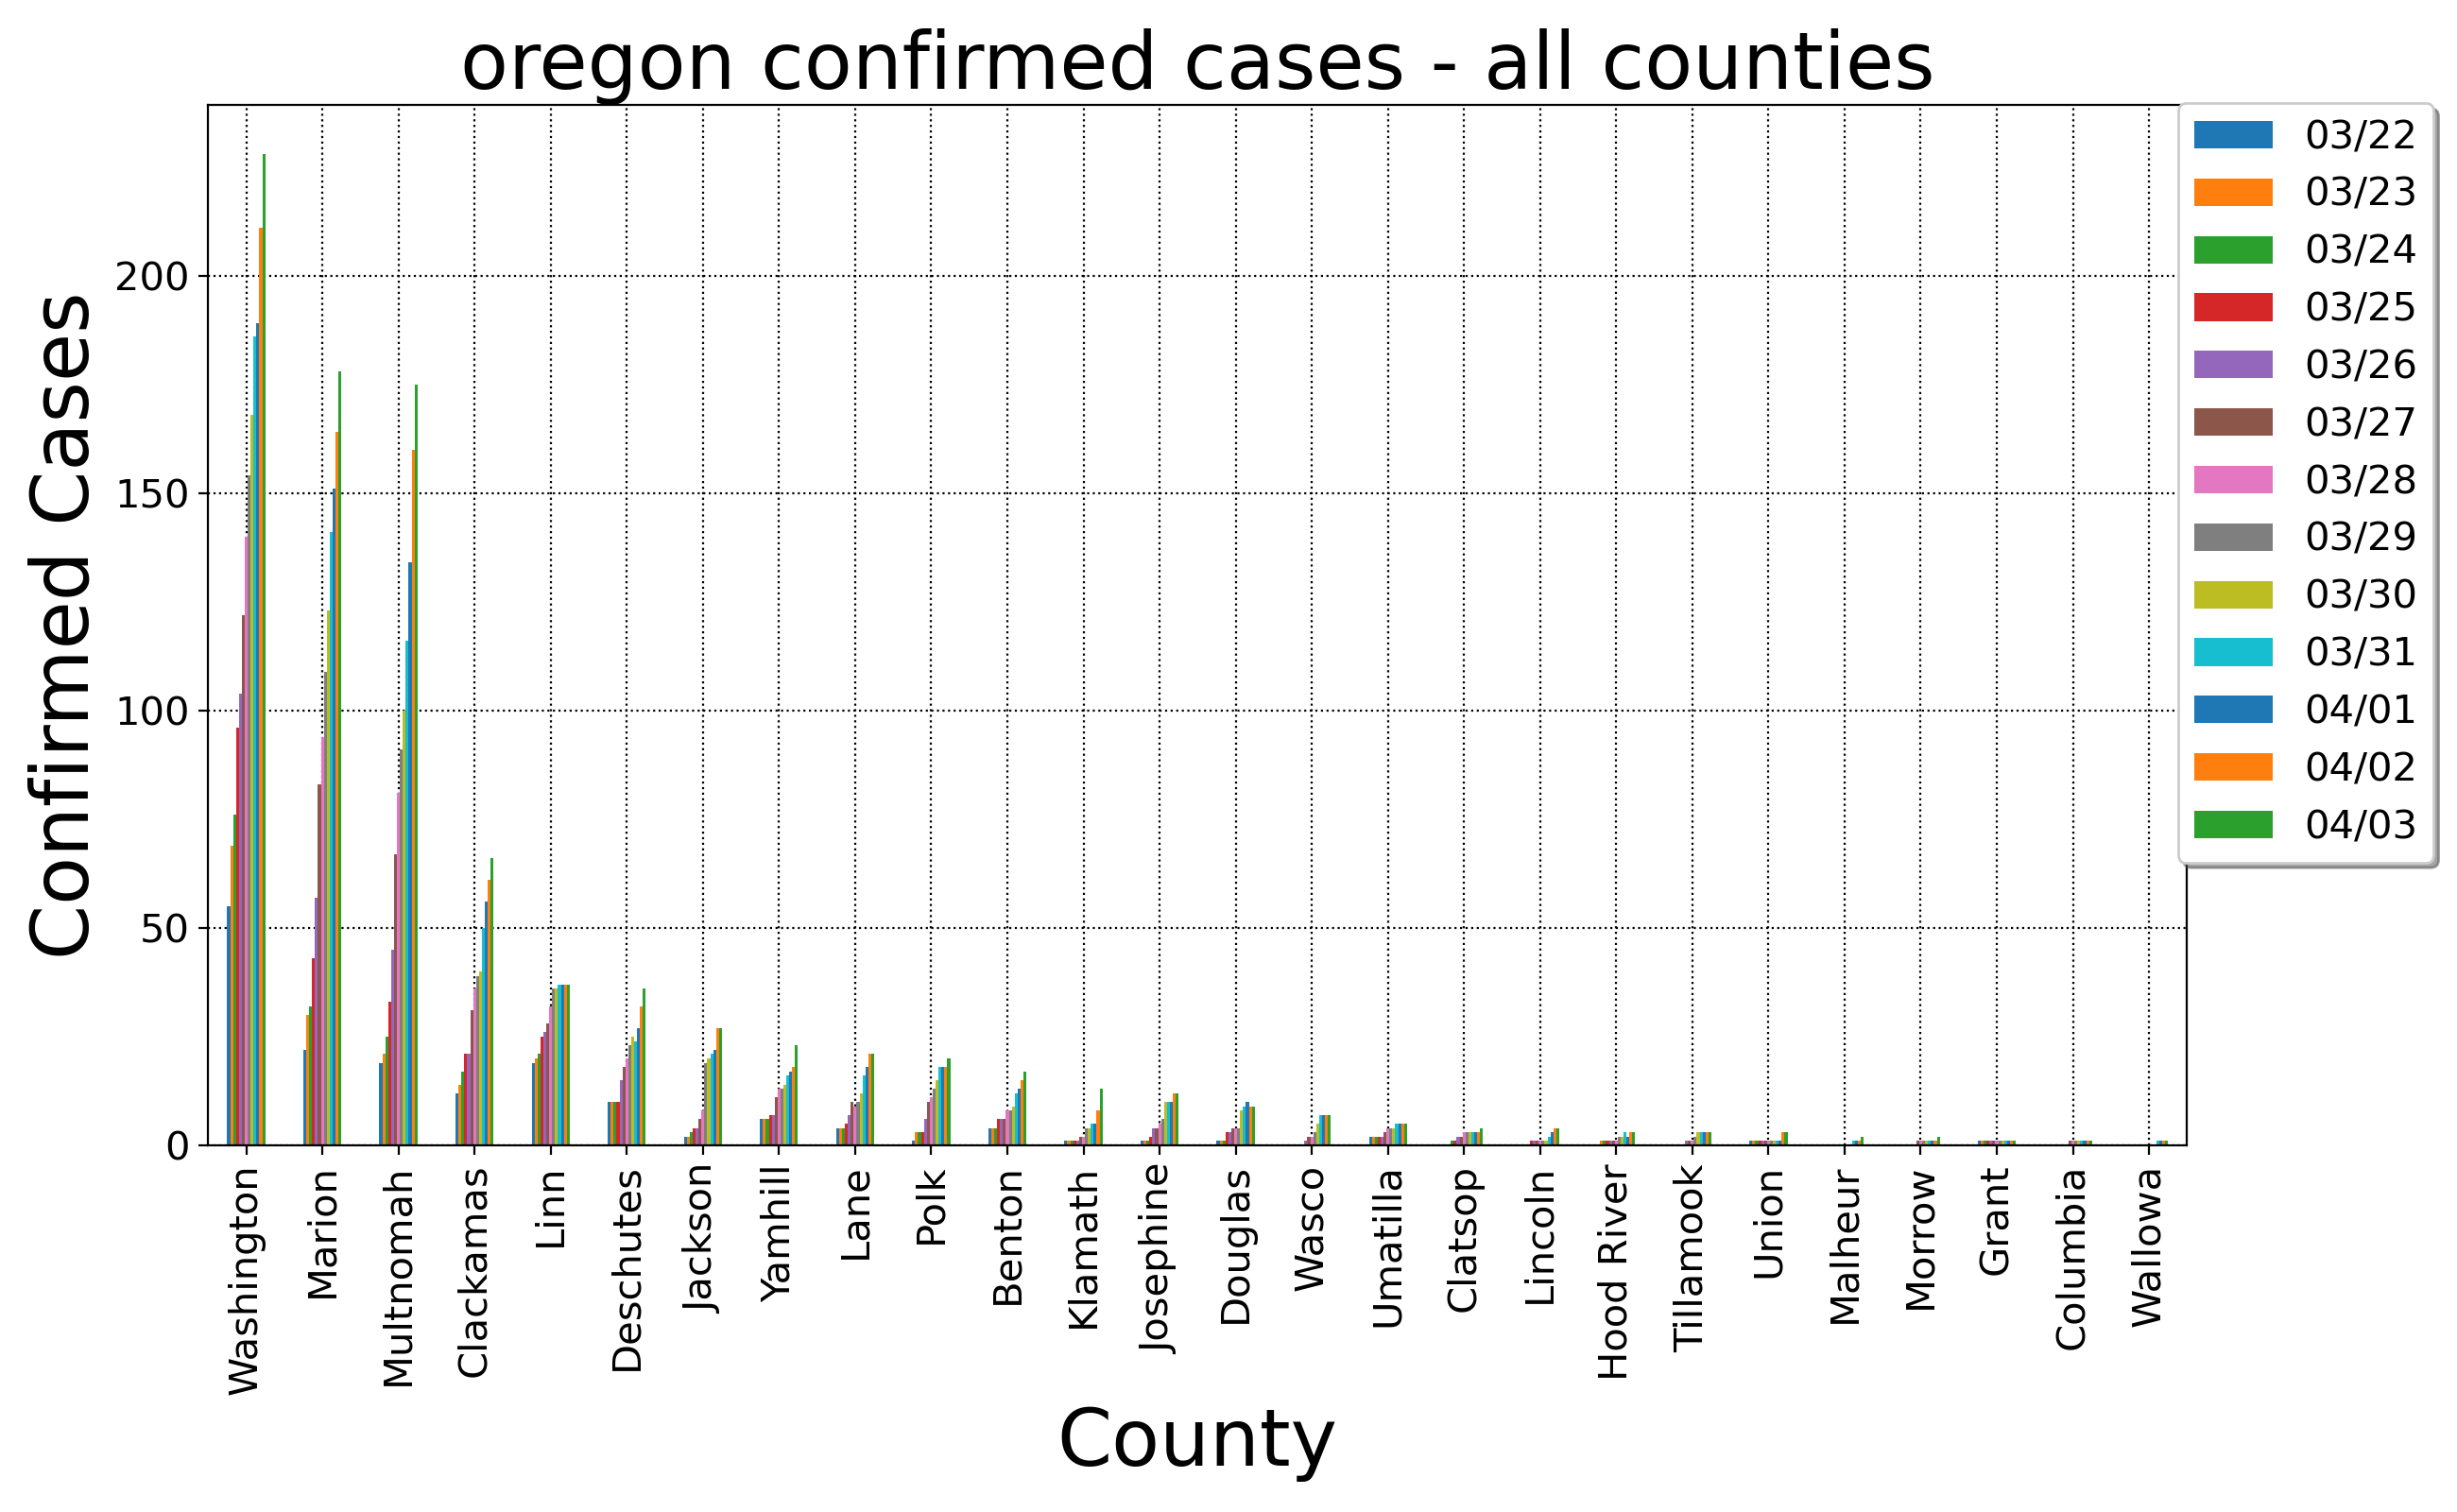 oregon confirmed cases - all counties
Confirmed Cases
200
150
100
50
0
03/22
03/23
03/24
03/25
03/26
03/27
03/28
03/29
03/30
03/31
04/01
04/02
04/03
Washington
Marion
Multnomah
Clackamas
Linn
Deschutes
Jackson
Yamhill
Lane
Polk
Benton
Klamath
Josephine
Douglas
Wasco
Umatilla
Clatsop
Lincoln
Hood River
Tillamook
Union
Malheur
Morrow
Grant
Columbia
Wallowa
County